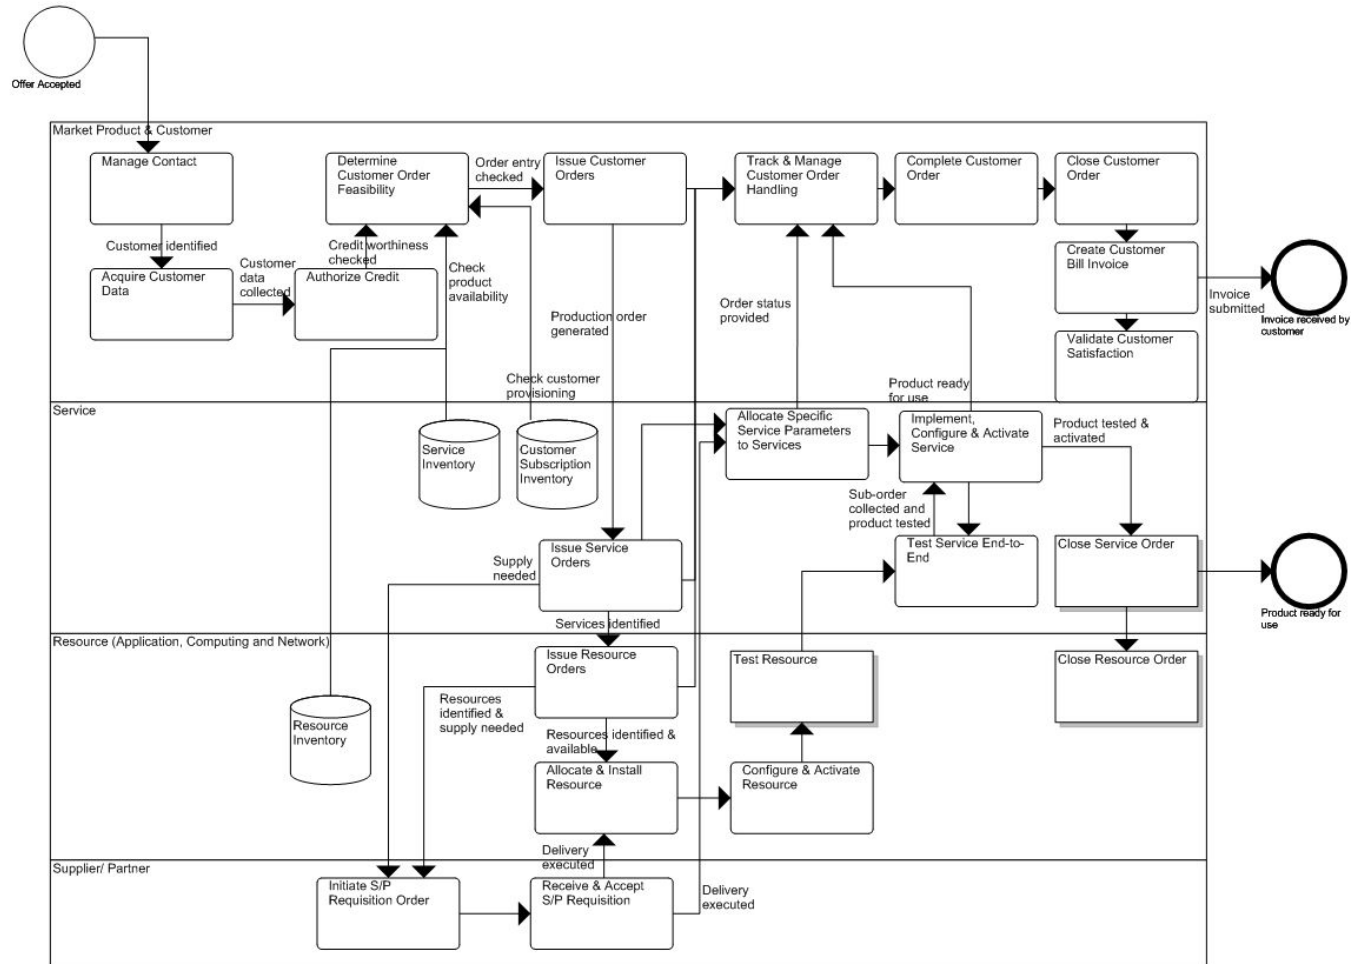 Offer Accepted
Market Product & Customer
Manage Contact
Determine
Customer Order
Feasibility
Order entry
checked
Issue Customer
Orders
Track & Manage
Customer Order
Handling
Complete Customer
Order
Close Customer
Order
Customer identified
Credit worthiness
checked
Check
product
availability
Create Customer
Bill Invoice
Acquire Customer
Data
Customer
data
collected
Authorize Credit
Production order
generated
Order status
provided
Invoice
submitted
Invoice received by
customer
Validate Customer
Satisfaction
Check customer
provisioning
Product ready
for use
Service
Service
Inventory
Customer
Subscription
Inventory
Allocate Specific
Service Parameters
to Services
Implement,
Configure & Activate
Service
Product tested &
activated
Sub-order
collected and
product tested
Issue Service
Orders
Supply
needed
Test Service End-to-
End
Close Service Order
Product ready for
use
Services identified
Resource (Application, Computing and Network)
Issue Resource
Orders
Test Resource
Close Resource Order
Resources
identified &
supply needed
Resource
Inventory
Resources identified &
available
Allocate & Install
Resource
Configure & Activate
Resource
Delivery
executed
Supplier/ Partner
Initiate S/P
Requisition Order
Receive & Accept
S/P Requisition
Delivery
executed